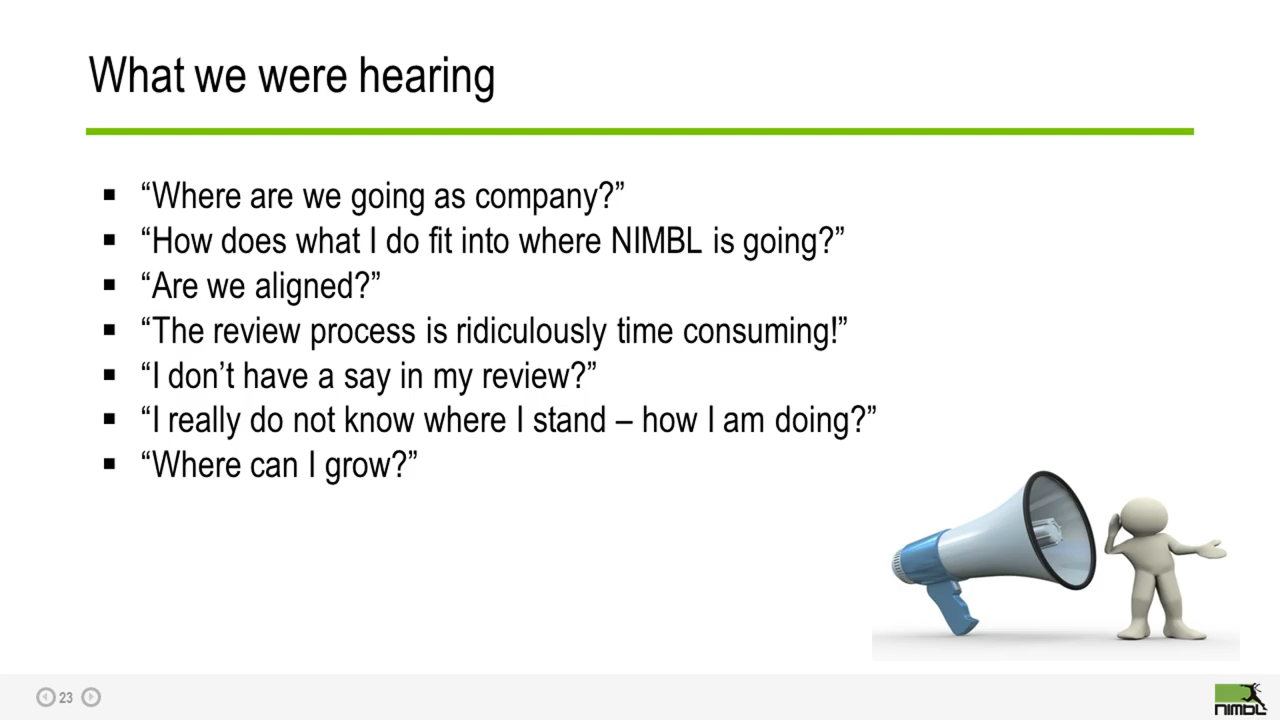 What we were hearing
▪ “Where are we going as company?”
▪ “How does what I do fit into where NIMBL is going?”
▪ “Are we aligned?”
▪ “The review process is ridiculously time consuming!”
▪ “I don’t have a say in my review?”
▪ “I really do not know where I stand – how I am doing?”
▪ “Where can I grow?”
23
nimbl